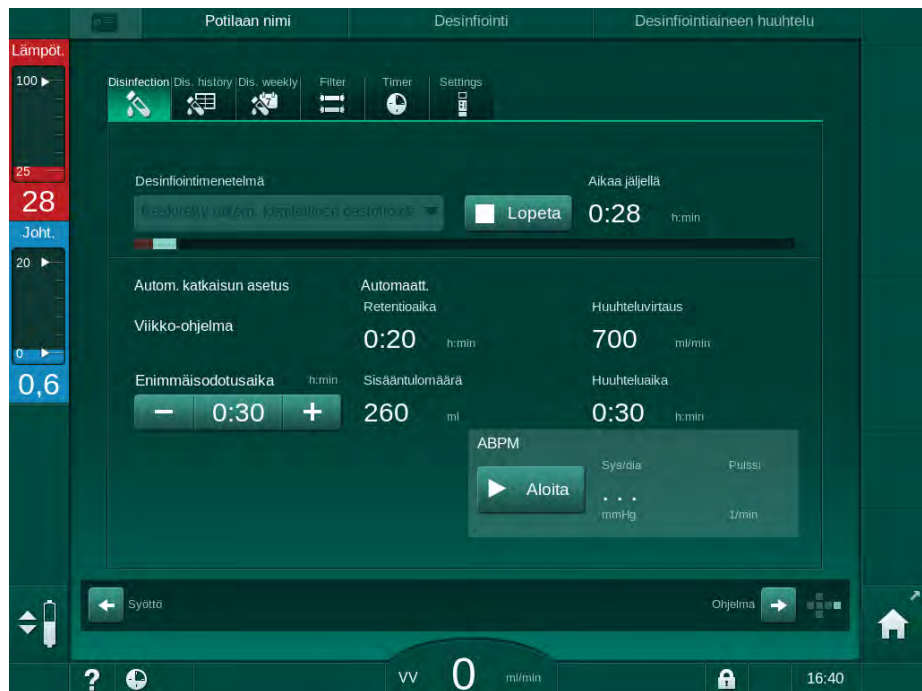 Potilaan nimi Desinfiointi Desinfiointiaineen huuhtelu
Lämpöt.
100
25
28
Joht.
20
0
0,6
Disinfection Dis. history Dis. weekly Filter Timer Settings
Desinfiointimenetelmä
Aikaa jäljellä
Lopeta
0:28 h:min
Autom. katkaisun asetus
Automaatt.
Retentioaika
Huuhteluvirtaus
Viikko-ohjelma
0:20 h:min
700 ml/min
Enimmäisodotusaika h:min
Sisääntulomäärä
Huuhteluaika
− 0:30 +
260 ml
0:30 h:min
ABPM
Sys/dia Pulssi
Aloita
. . .
mmHg 1/min
Syöttö
Ohjelma
? VV 0 ml/min 16:40